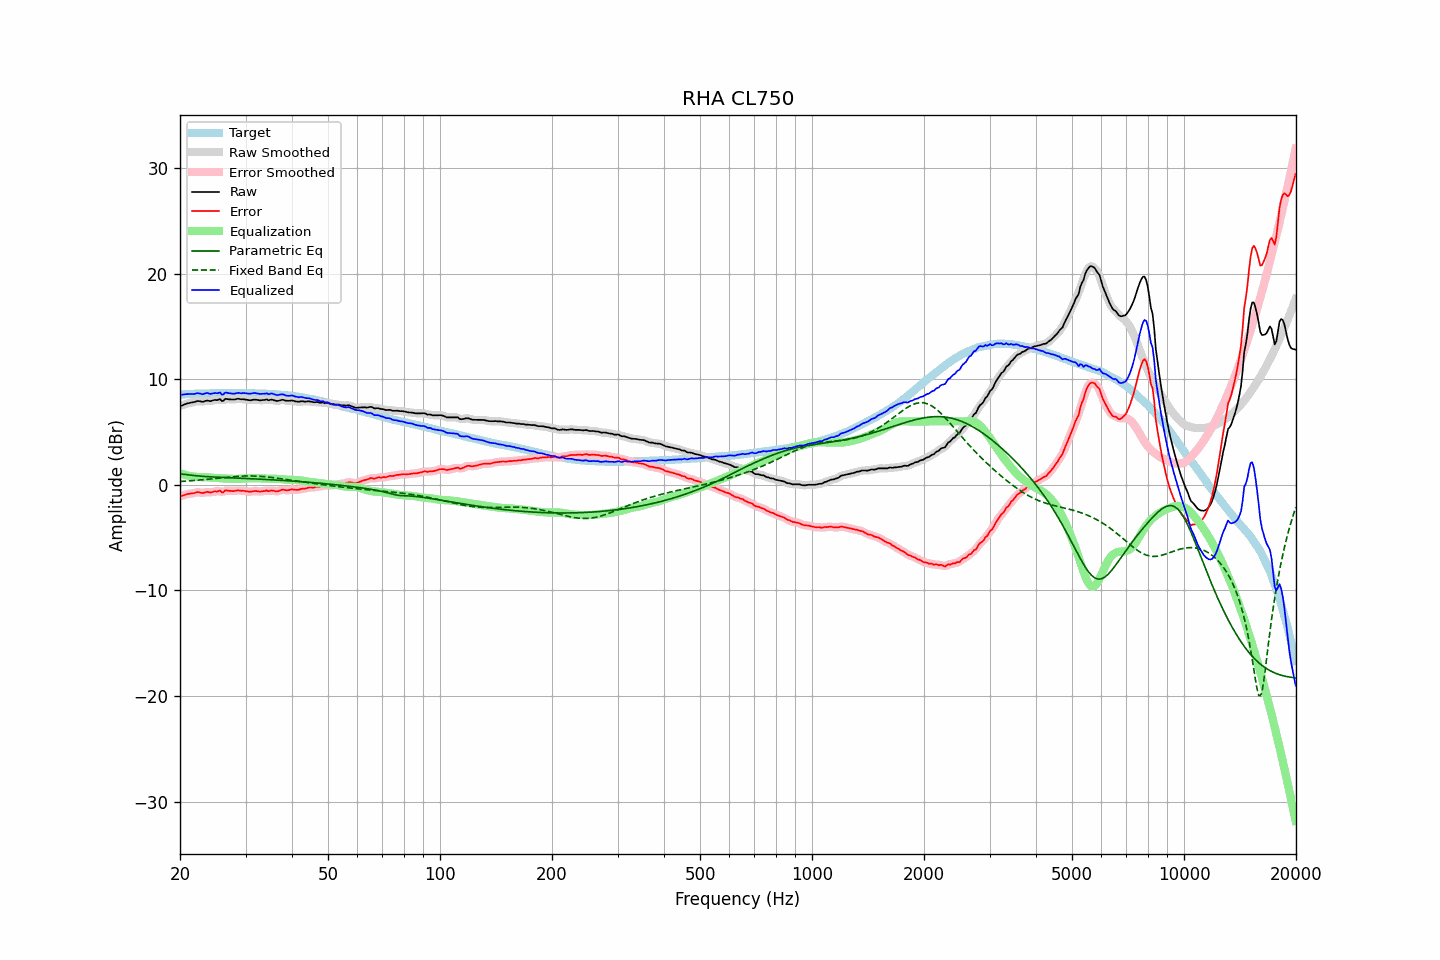 RHA CL750
Target
Raw Smoothed
Error Smoothed
Raw
Error
Equalization
Parametric Eq
Fixed Band Eq
Equalized
Amplitude (dBr)
30
20
10
0
−10
−20
−30
20 50 100 200 500 1000 2000 5000 10000 20000
Frequency (Hz)